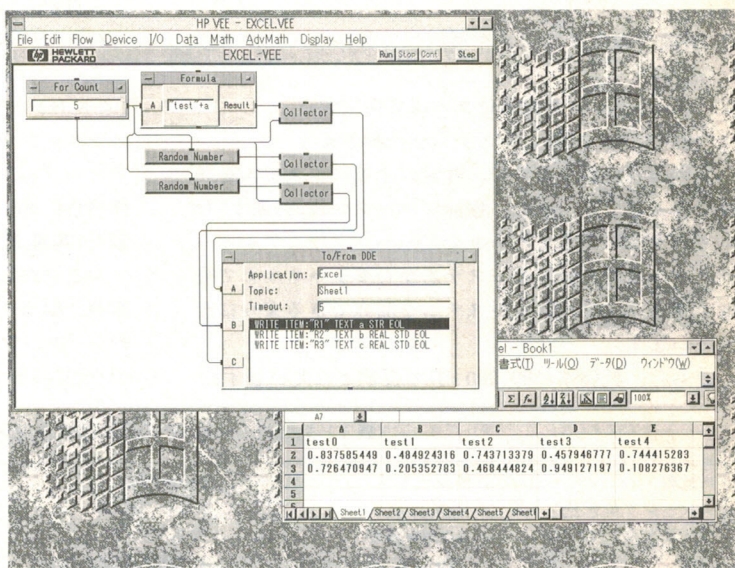 HP VEE - EXCEL.VEE
File Edit Flow Device I/O Data Math AdvMath Display Help
hp HEWLETT PACKARD EXCEL.VEE Run Stop Cont Step
For Count
5
Formula
A "test"+a Result
Collector
Random Number
Collector
Random Number
Collector
To/From DDE
Application: Excel
A Topic: Sheet1
Timeout: 5
B WRITE ITEM:"R1" TEXT a STR EOL
WRITE ITEM:"R2" TEXT b REAL STD EOL
WRITE ITEM:"R3" TEXT c REAL STD EOL
C
el - Book1
書式(T) ツール(O) データ(D) ウィンドウ(W)
100%
A7
A B C D E
1 test0 test1 test2 test3 test4
2 0.837585449 0.484924316 0.743713379 0.457946777 0.744415283
3 0.726470947 0.205352783 0.468444824 0.949127197 0.108276367
4
5
Sheet1 Sheet2 Sheet3 Sheet4 Sheet5 Sheet